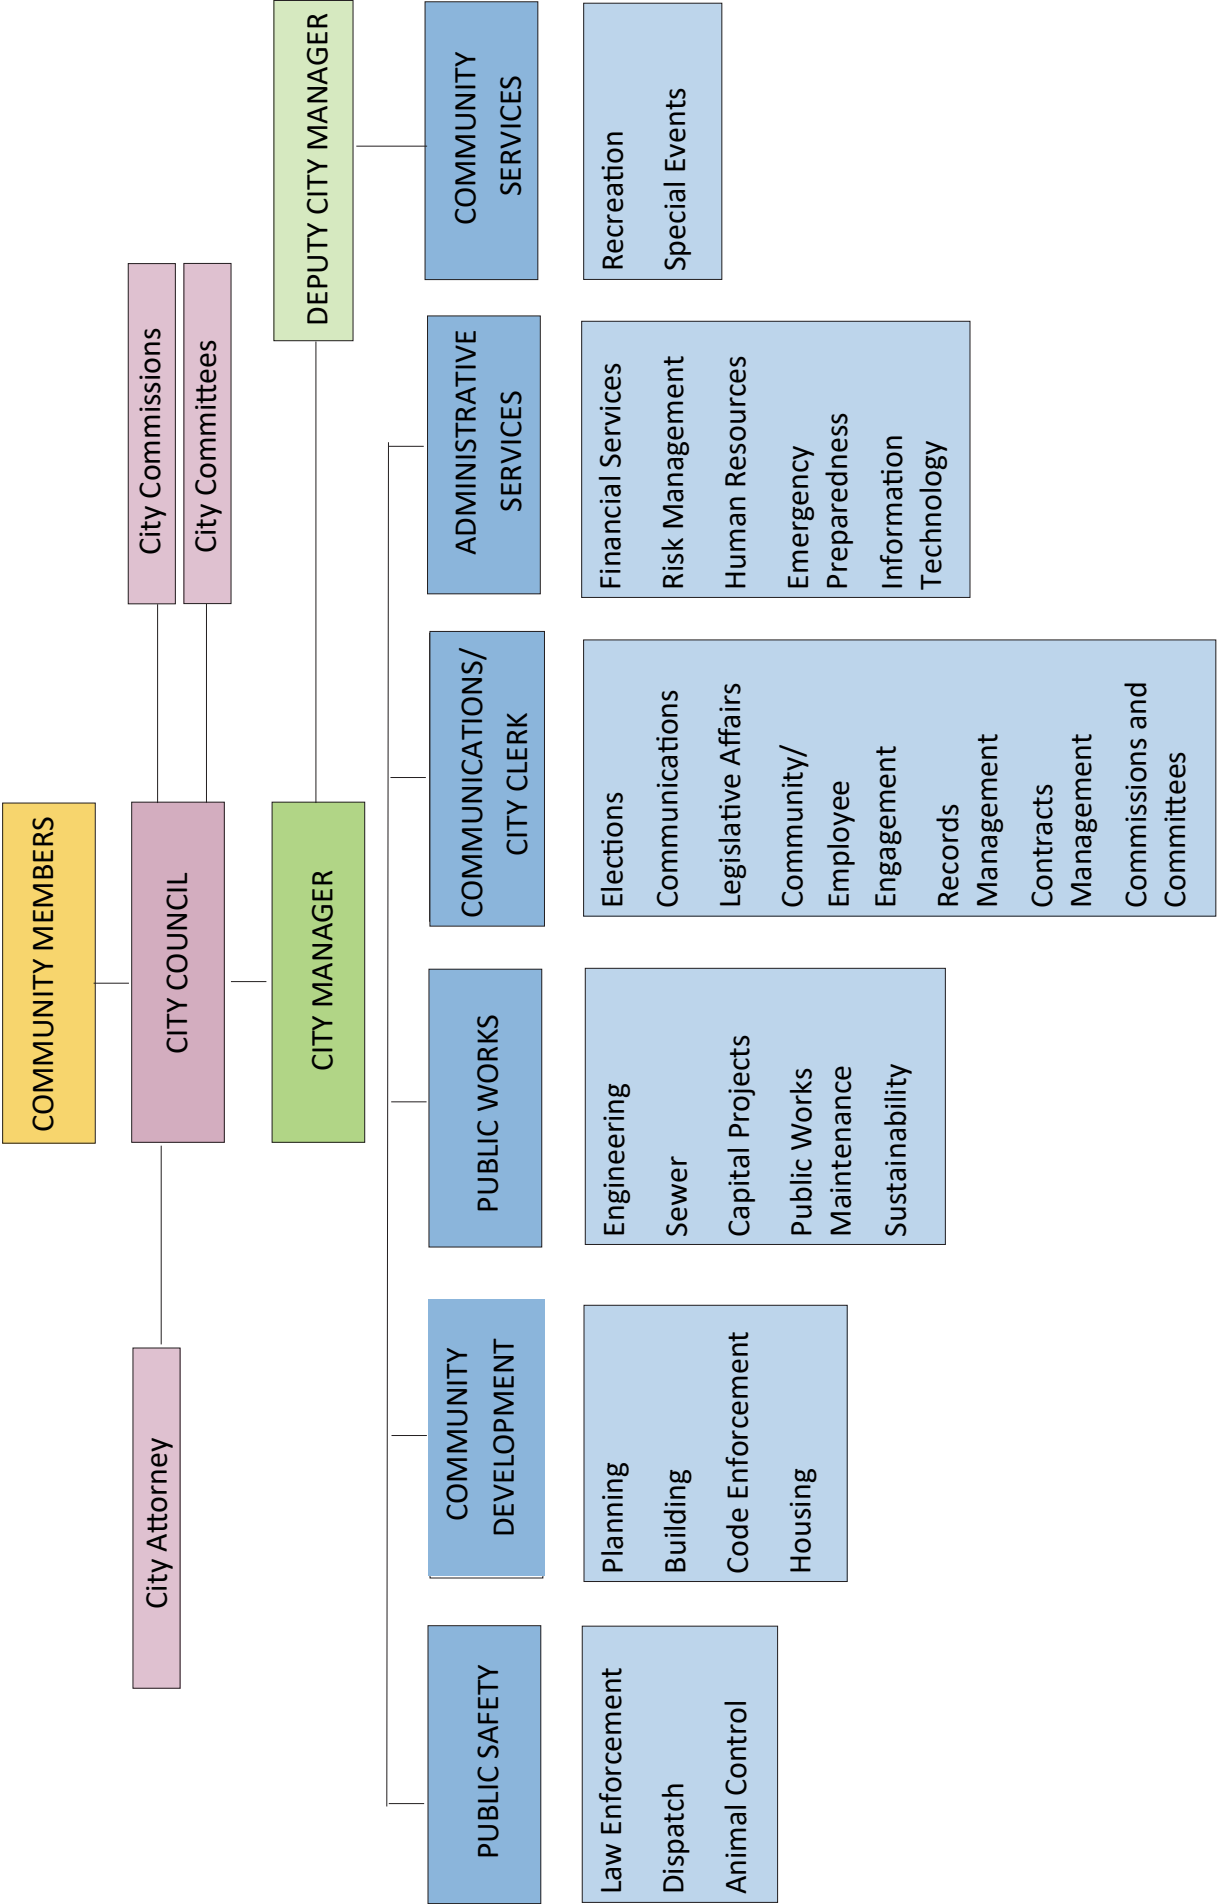 COMMUNITY MEMBERS
City Attorney
CITY COUNCIL
City Commissions
City Committees
CITY MANAGER
DEPUTY CITY MANAGER
PUBLIC SAFETY
Law Enforcement
Dispatch
Animal Control
COMMUNITY
DEVELOPMENT
Planning
Building
Code Enforcement
Housing
PUBLIC WORKS
Engineering
Sewer
Capital Projects
Public Works
Maintenance
Sustainability
COMMUNICATIONS/
CITY CLERK
Elections
Communications
Legislative Affairs
Community/
Employee
Engagement
Records
Management
Contracts
Management
Commissions and
Committees
ADMINISTRATIVE
SERVICES
Financial Services
Risk Management
Human Resources
Emergency
Preparedness
Information
Technology
COMMUNITY
SERVICES
Recreation
Special Events